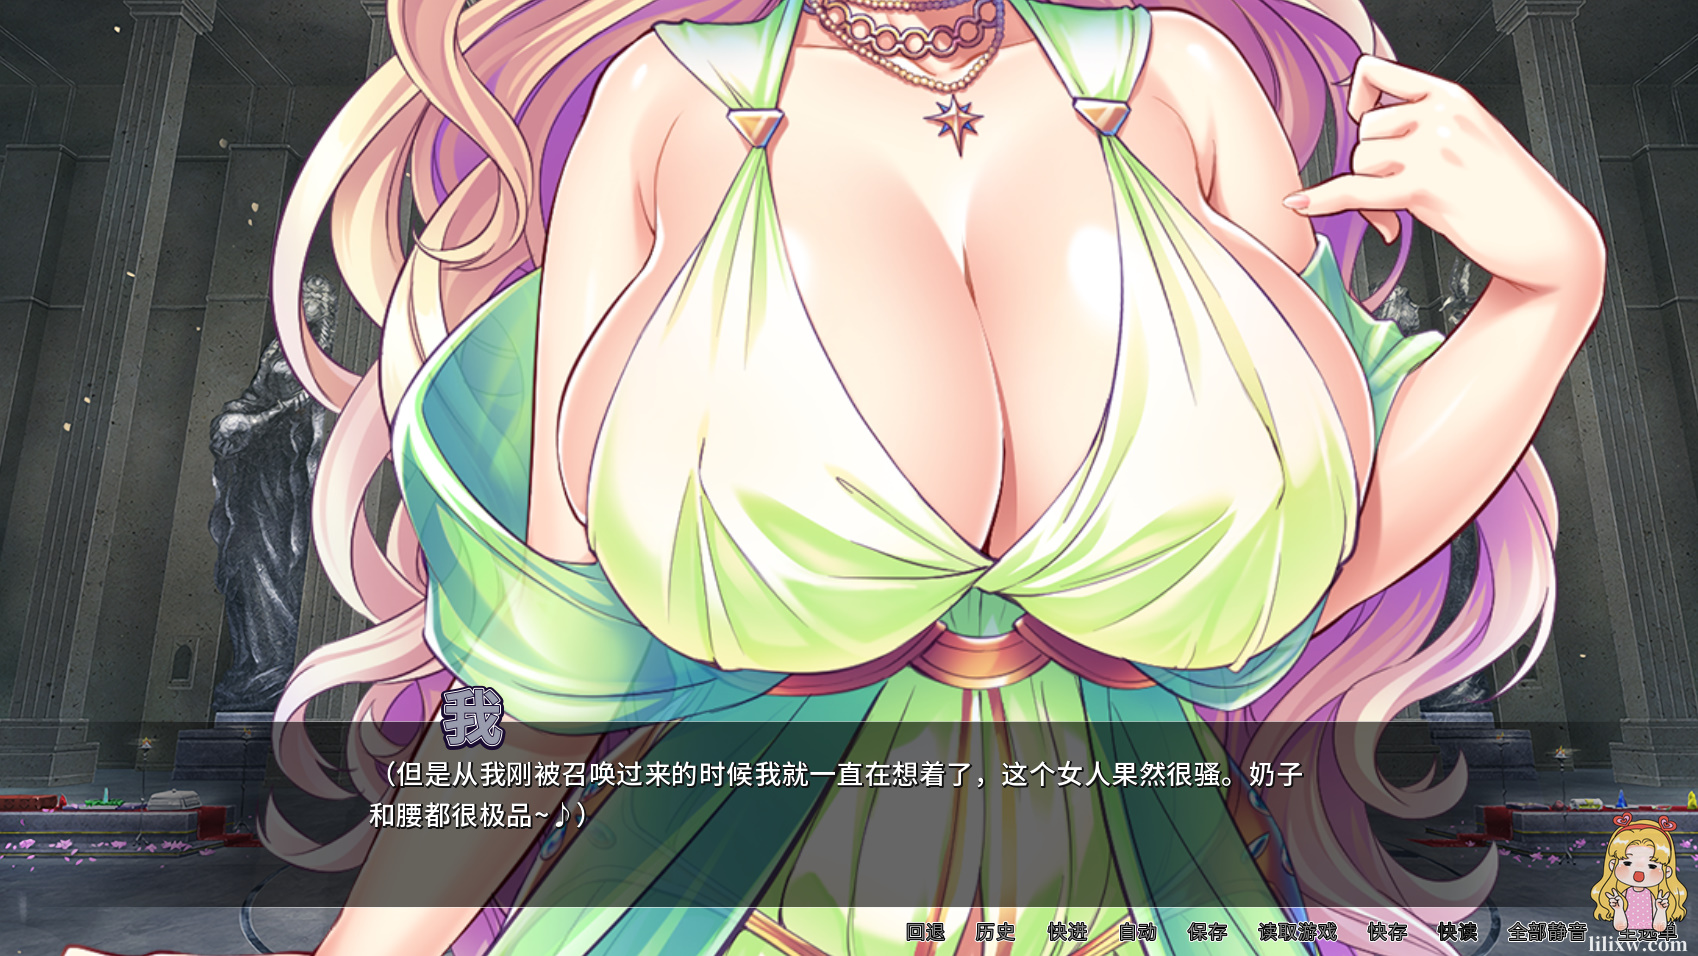 我
（但是从我刚被召唤过来的时候我就一直在想着了，这个女人果然很骚。奶子
和腰都很极品~♪）
回退 历史 快进 自动 保存 读取游戏 快存 快读 全部静音 主选单
lilixw.com